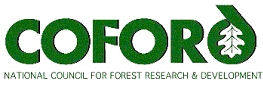 COFORD
NATIONAL COUNCIL FOR FOREST RESEARCH & DEVELOPMENT